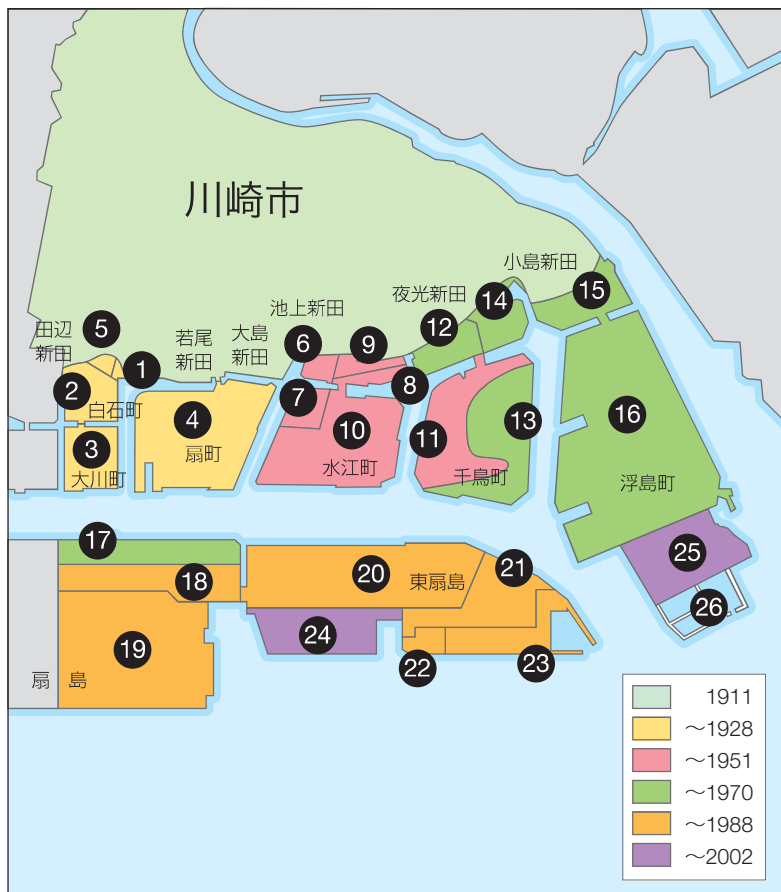 川崎市
小島新田
15
14
夜光新田
12
池上新田
6
9
大島
新田
若尾
新田
5
田辺
新田
1
2
白石町
3
大川町
4
扇町
7
8
10
水江町
11
13
千鳥町
16
浮島町
17
18
19
扇島
20
東扇島
21
22
23
24
25
26
1911
～1928
～1951
～1970
～1988
～2002